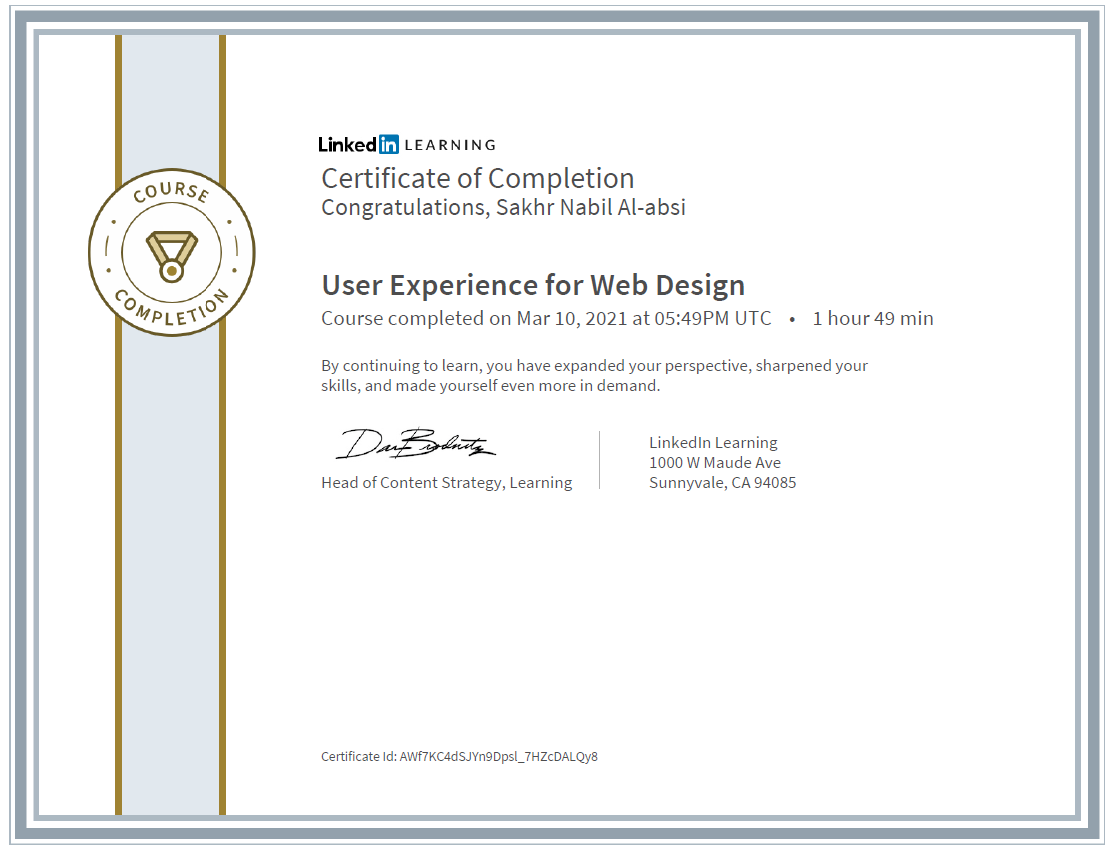 COURSE
COMPLETION
Linked in LEARNING
Certificate of Completion
Congratulations, Sakhr Nabil Al-absi
User Experience for Web Design
Course completed on Mar 10, 2021 at 05:49PM UTC • 1 hour 49 min
By continuing to learn, you have expanded your perspective, sharpened your
skills, and made yourself even more in demand.
Head of Content Strategy, Learning
LinkedIn Learning
1000 W Maude Ave
Sunnyvale, CA 94085
Certificate Id: AWf7KC4dSJYn9Dpsl_7HZcDALQy8